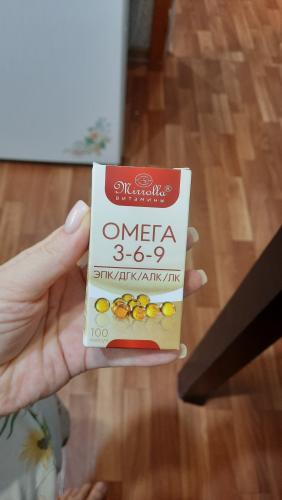 Mirrolla®
витамины
ОМЕГА
3-6-9
ЭПК/ДГК/АЛК/ЛК
100